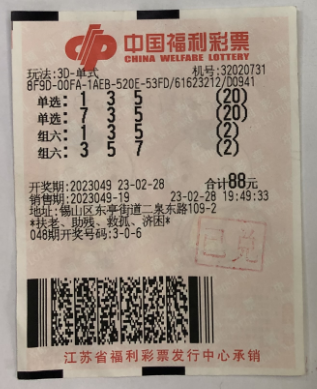 中国福利彩票
CHINA WELFARE LOTTERY
玩法:3D-单式 机号:32020731
8F9D-00FA-1AEB-520E-53FD/61623212/D0941
单选:1 3 5 (20)
单选:7 3 5 (20)
组六:1 3 5 (2)
组六:3 5 7 (2)
开奖期:2023049 23-02-28 合计88元
销售期:2023049-19 23-02-28 19:49:33
地址:锡山区东亭街道二泉东路109-2
*扶老、助残、救孤、济困*
048期开奖号码:3-0-6
已兑
江苏省福利彩票发行中心承销